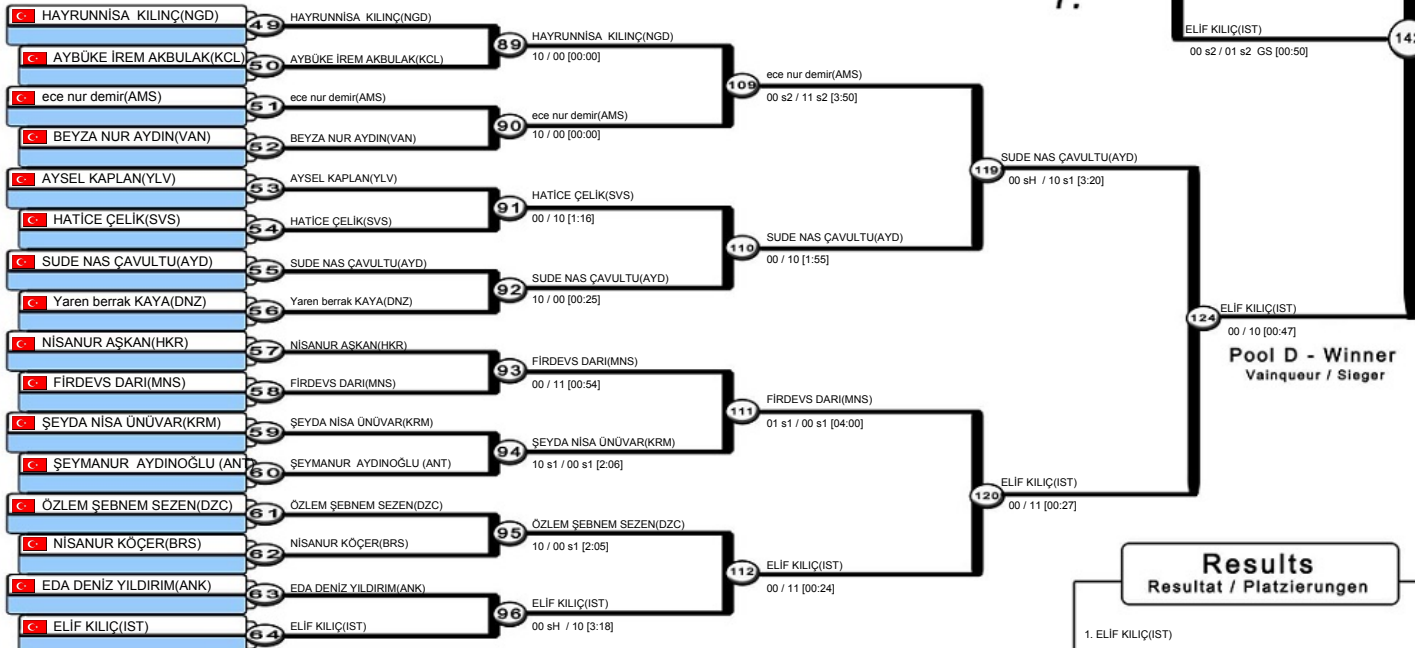 HAYRUNNİSA KILINÇ(NGD)
AYBÜKE İREM AKBULAK(KCL)
ece nur demir(AMS)
BEYZA NUR AYDIN(VAN)
AYSEL KAPLAN(YLV)
HATİCE ÇELİK(SVS)
SUDE NAS ÇAVULTU(AYD)
Yaren berrak KAYA(DNZ)
NİSANUR AŞKAN(HKR)
FİRDEVS DARI(MNS)
ŞEYDA NİSA ÜNÜVAR(KRM)
ŞEYMANUR AYDINOĞLU (ANT
ÖZLEM ŞEBNEM SEZEN(DZC)
NİSANUR KÖÇER(BRS)
EDA DENİZ YILDIRIM(ANK)
ELİF KILIÇ(IST)
49 HAYRUNNİSA KILINÇ(NGD)
50 AYBÜKE İREM AKBULAK(KCL)
51 ece nur demir(AMS)
52 BEYZA NUR AYDIN(VAN)
53 AYSEL KAPLAN(YLV)
54 HATİCE ÇELİK(SVS)
55 SUDE NAS ÇAVULTU(AYD)
56 Yaren berrak KAYA(DNZ)
57 NİSANUR AŞKAN(HKR)
58 FİRDEVS DARI(MNS)
59 ŞEYDA NİSA ÜNÜVAR(KRM)
60 ŞEYMANUR AYDINOĞLU (ANT)
61 ÖZLEM ŞEBNEM SEZEN(DZC)
62 NİSANUR KÖÇER(BRS)
63 EDA DENİZ YILDIRIM(ANK)
64 ELİF KILIÇ(IST)
89 HAYRUNNİSA KILINÇ(NGD)
10 / 00 [00:00]
90 ece nur demir(AMS)
10 / 00 [00:00]
91 HATİCE ÇELİK(SVS)
00 / 10 [1:16]
92 SUDE NAS ÇAVULTU(AYD)
10 / 00 [00:25]
93 FİRDEVS DARI(MNS)
00 / 11 [00:54]
94 ŞEYDA NİSA ÜNÜVAR(KRM)
10 s1 / 00 s1 [2:06]
95 ÖZLEM ŞEBNEM SEZEN(DZC)
10 / 00 s1 [2:05]
96 ELİF KILIÇ(IST)
00 sH / 10 [3:18]
109 ece nur demir(AMS)
00 s2 / 11 s2 [3:50]
110 SUDE NAS ÇAVULTU(AYD)
00 / 10 [1:55]
111 FİRDEVS DARI(MNS)
01 s1 / 00 s1 [04:00]
112 ELİF KILIÇ(IST)
00 / 11 [00:24]
119 SUDE NAS ÇAVULTU(AYD)
00 sH / 10 s1 [3:20]
120 ELİF KILIÇ(IST)
00 / 11 [00:27]
ELİF KILIÇ(IST)
00 s2 / 01 s2 GS [00:50]
124 ELİF KILIÇ(IST)
00 / 10 [00:47]
Pool D - Winner
Vainqueur / Sieger
Results
Resultat / Platzierungen
1. ELİF KILIÇ(IST)